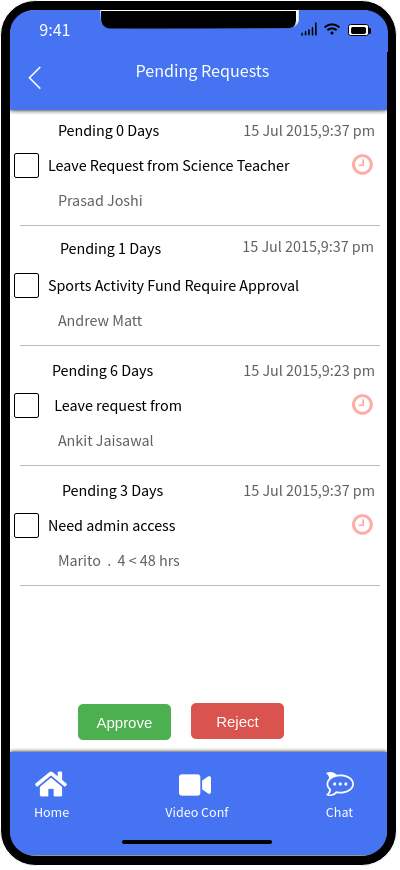 9:41
Pending Requests
Pending 0 Days 15 Jul 2015,9:37 pm
Leave Request from Science Teacher
Prasad Joshi
Pending 1 Days 15 Jul 2015,9:37 pm
Sports Activity Fund Require Approval
Andrew Matt
Pending 6 Days 15 Jul 2015,9:23 pm
Leave request from
Ankit Jaisawal
Pending 3 Days 15 Jul 2015,9:37 pm
Need admin access
Marito . 4 < 48 hrs
Approve Reject
Home Video Conf Chat